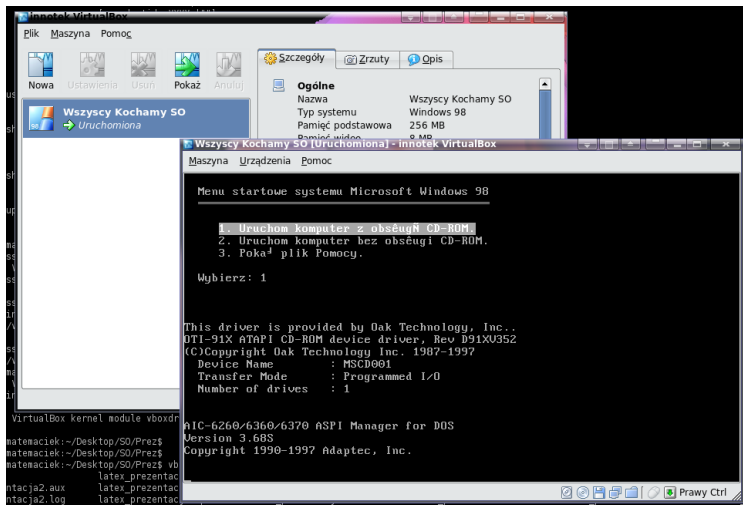 innotek VirtualBox
Plik Maszyna Pomoc
Nowa Ustawienia Usuń Pokaż Anuluj
Szczegóły Zrzuty Opis
Wszyscy Kochamy SO
Uruchomiona
Ogólne
Nazwa Wszyscy Kochamy SO
Typ systemu Windows 98
Pamięć podstawowa 256 MB
Pamięć wideo 8 MB
Wszyscy Kochamy SO [Uruchomiona] - innotek VirtualBox
Maszyna Urządzenia Pomoc
Menu startowe systemu Microsoft Windows 98
1. Uruchom komputer z obsêugÑ CD-ROM.
2. Uruchom komputer bez obsêugi CD-ROM.
3. Poka╛ plik Pomocy.
Wybierz: 1
This driver is provided by Oak Technology, Inc..
OTI-91X ATAPI CD-ROM device driver, Rev D91XV352
(C)Copyright Oak Technology Inc. 1987-1997
Device Name : MSCD001
Transfer Mode : Programmed I/O
Number of drives : 1
AIC-6260/6360/6370 ASPI Manager for DOS
Version 3.68S
Copyright 1990-1997 Adaptec, Inc.
Prawy Ctrl
VirtualBox kernel module vboxdr
matemaciek:~/Desktop/SO/Prez$
matemaciek:~/Desktop/SO/Prez$
matemaciek:~/Desktop/SO/Prez$ vb
latex_prezentac
ntacja2.aux latex_prezentac
ntacja2.log latex_prezentac